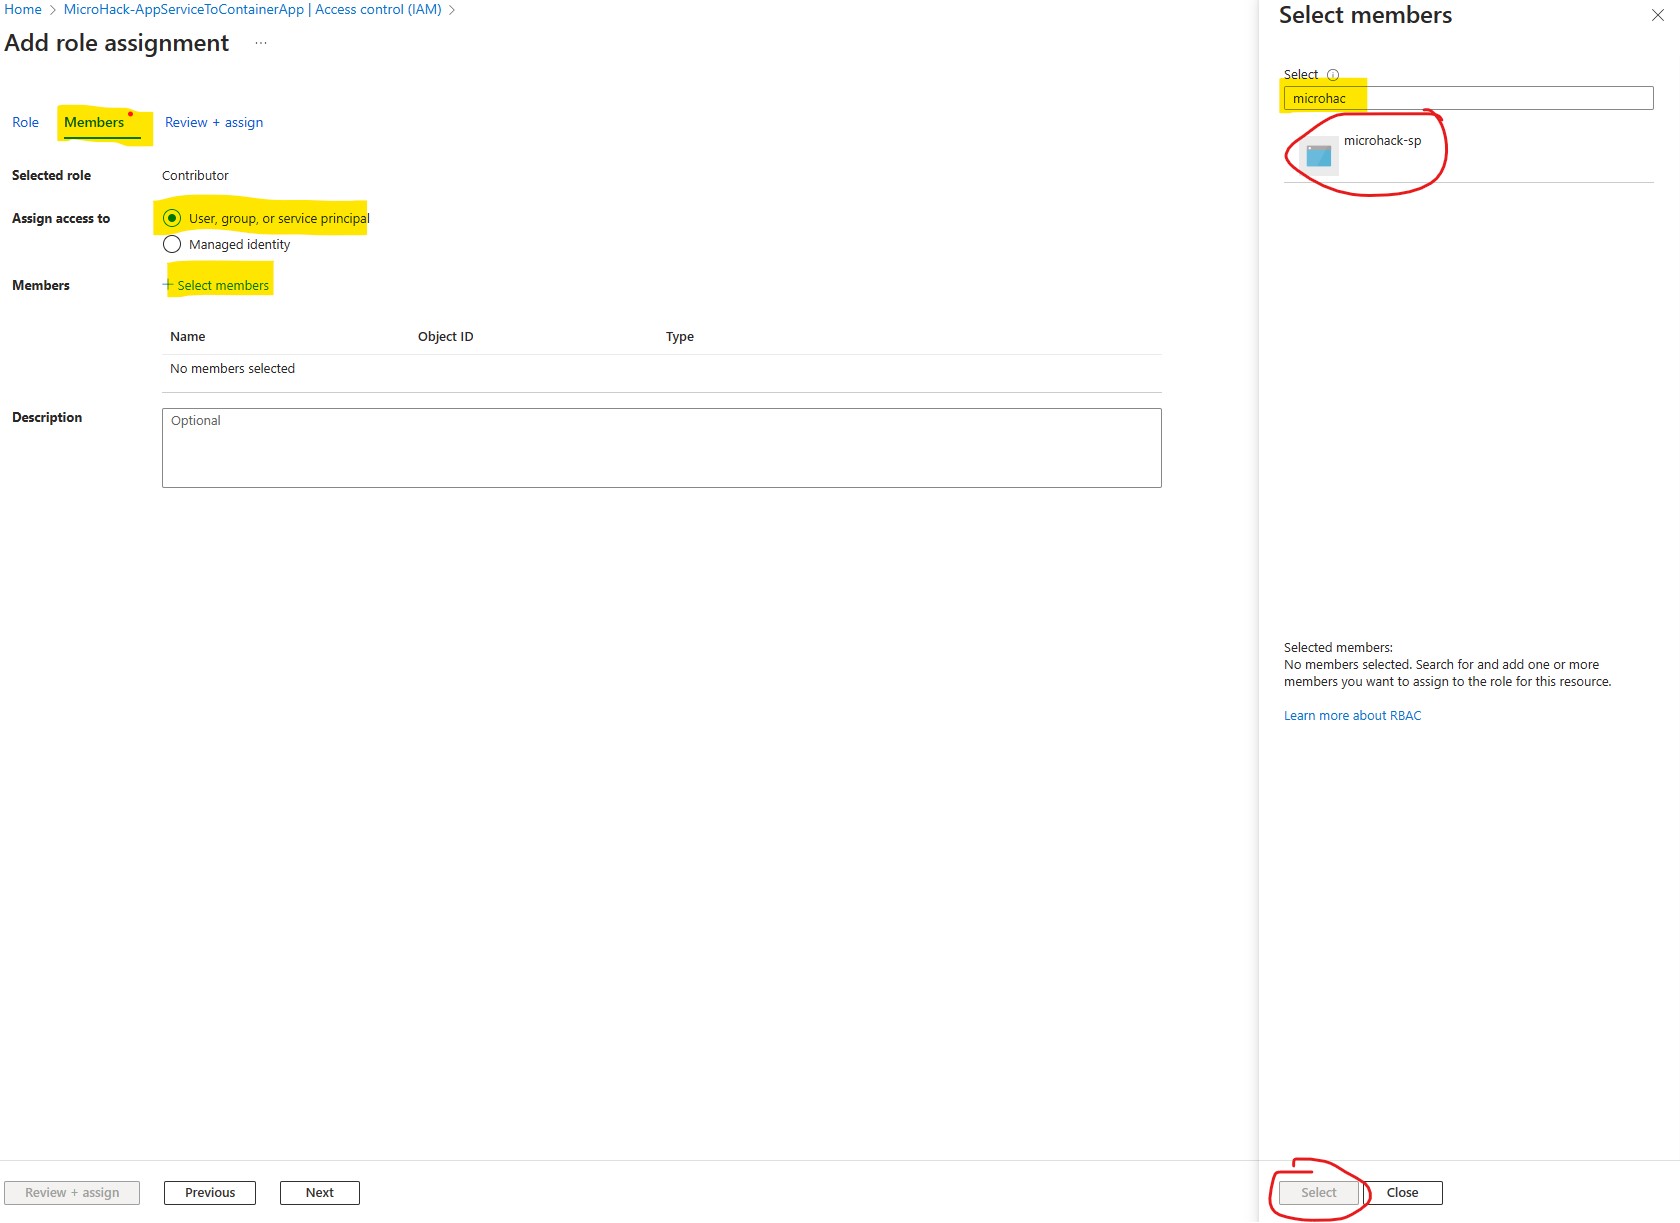 Home > MicroHack-AppServiceToContainerApp | Access control (IAM) >
Add role assignment ...
Role Members Review + assign
Selected role Contributor
Assign access to User, group, or service principal
Managed identity
Members + Select members
Name Object ID Type
No members selected
Description Optional
Review + assign Previous Next
Select members
Select
microhac
microhack-sp
Selected members:
No members selected. Search for and add one or more
members you want to assign to the role for this resource.
Learn more about RBAC
Select Close